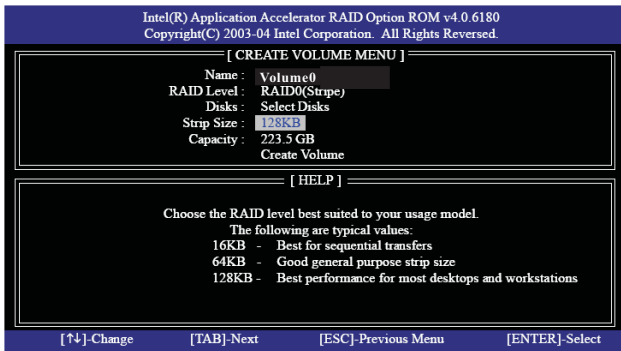 Intel(R) Application Accelerator RAID Option ROM v4.0.6180
Copyright(C) 2003-04 Intel Corporation. All Rights Reversed.
[ CREATE VOLUME MENU ]
Name : Volume0
RAID Level : RAID0(Stripe)
Disks : Select Disks
Strip Size : 128KB
Capacity : 223.5 GB
Create Volume
[ HELP ]
Choose the RAID level best suited to your usage model.
The following are typical values:
16KB - Best for sequential transfers
64KB - Good general purpose strip size
128KB - Best performance for most desktops and workstations
[↑↓]-Change [TAB]-Next [ESC]-Previous Menu [ENTER]-Select